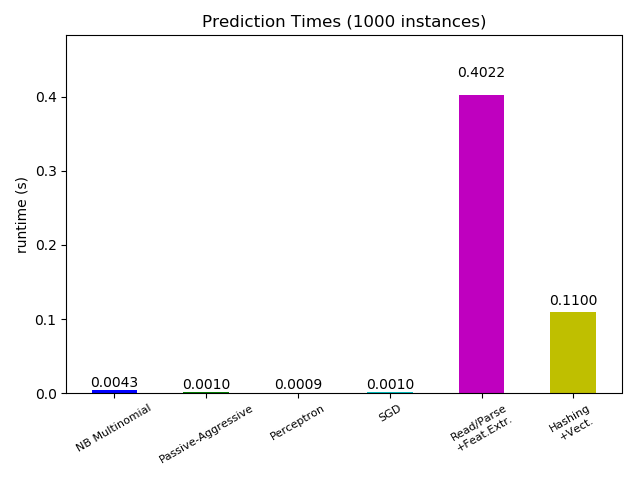 Prediction Times (1000 instances)
runtime (s)
0.4
0.3
0.2
0.1
0.0
0.0043
0.0010
0.0009
0.0010
0.4022
0.1100
NB Multinomial
Passive-Aggressive
Perceptron
SGD
Read/Parse
+Feat.Extr.
Hashing
+Vect.